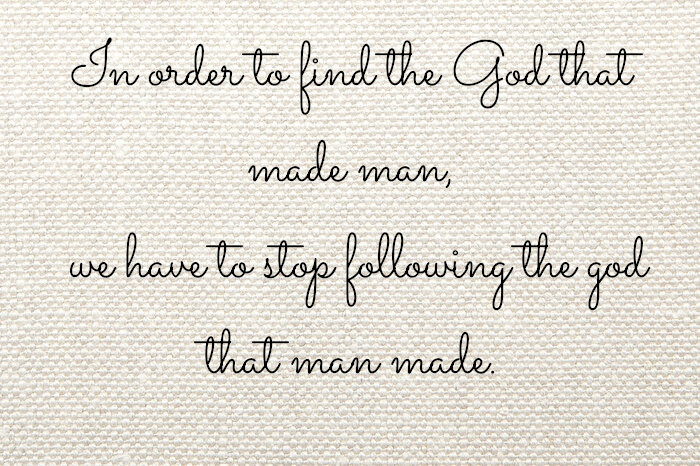 In order to find the God that
made man,
we have to stop following the god
that man made.